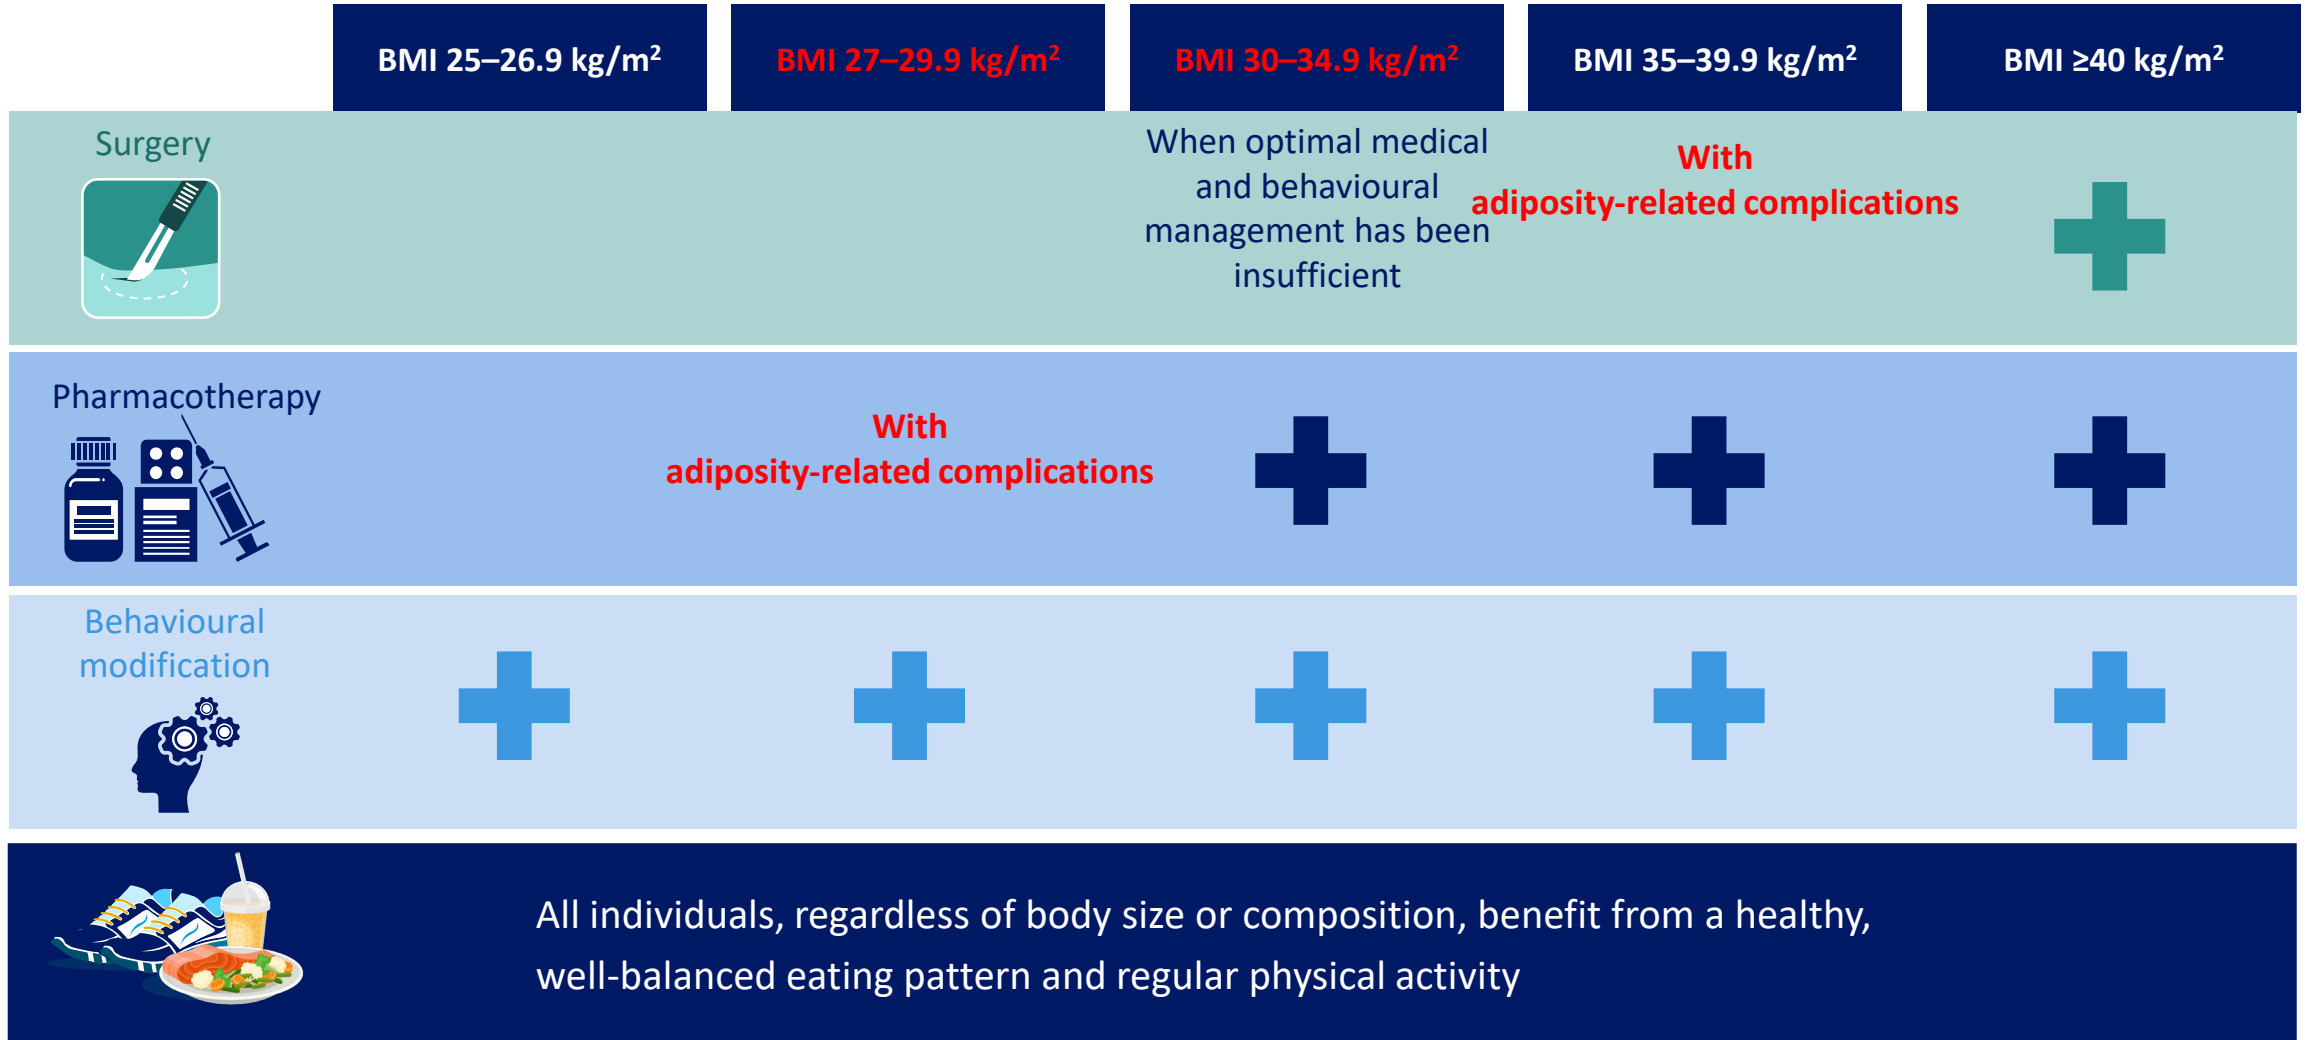 BMI 25–26.9 kg/m²
BMI 27–29.9 kg/m²
BMI 30–34.9 kg/m²
BMI 35–39.9 kg/m²
BMI ≥40 kg/m²
Surgery
When optimal medical
and behavioural
management has been
insufficient
With
adiposity-related complications
Pharmacotherapy
With
adiposity-related complications
Behavioural
modification
All individuals, regardless of body size or composition, benefit from a healthy,
well-balanced eating pattern and regular physical activity